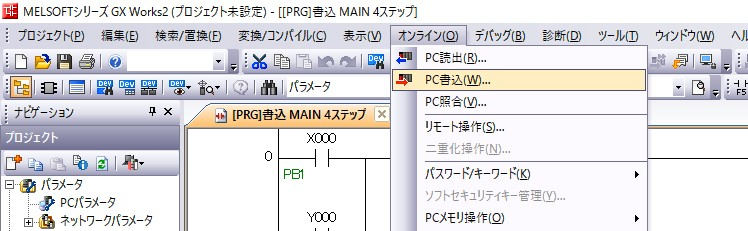 MELSOFTシリーズ GX Works2 (プロジェクト未設定) - [[PRG]書込 MAIN 4ステップ]
プロジェクト(P) 編集(E) 検索/置換(F) 変換/コンパイル(C) 表示(V) オンライン(O) デバッグ(B) 診断(D) ツール(T) ウィンドウ(W) ヘ
PC読出(R)...
パラメータ
PC書込(W)...
ナビゲーション
[PRG]書込 MAIN 4ステップ
PC照合(V)...
プロジェクト
X000
リモート操作(S)...
0
二重化操作(N)...
PB1
パラメータ
パスワード/キーワード(K)
PCパラメータ
ソフトセキュリティキー管理(Y)...
ネットワークパラメータ
Y000
PCメモリ操作(O)